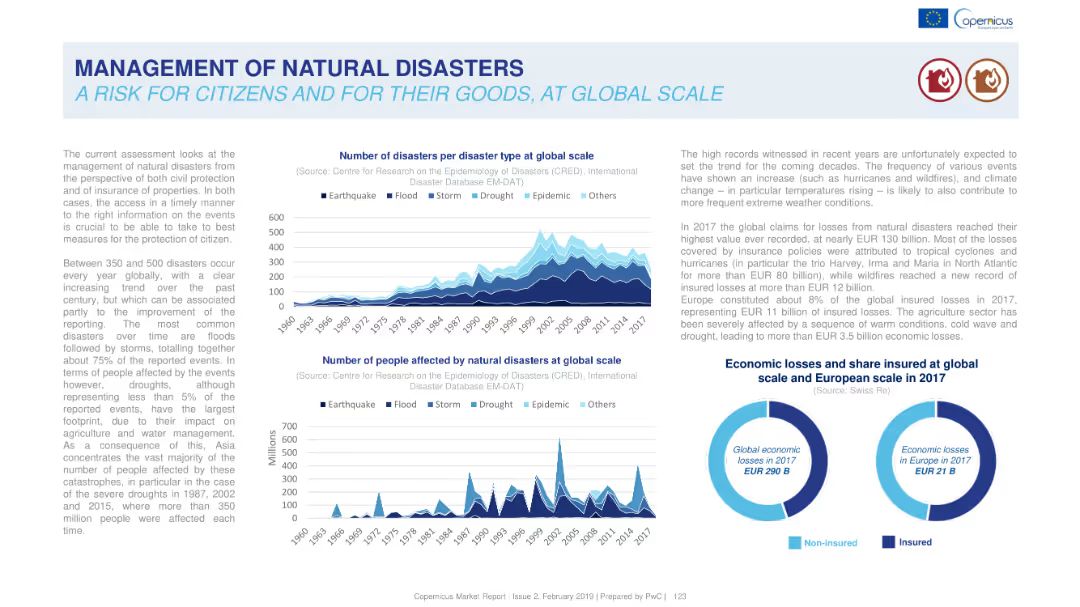 Copernicus
MANAGEMENT OF NATURAL DISASTERS
A RISK FOR CITIZENS AND FOR THEIR GOODS, AT GLOBAL SCALE
The current assessment looks at the
management of natural disasters from
the perspective of both civil protection
and of insurance of properties. In both
cases, the access in a timely manner
to the right information on the events
is crucial to be able to take to best
measures for the protection of citizen.
Between 350 and 500 disasters occur
every year globally, with a clear
increasing trend over the past
century, but which can be associated
partly to the improvement of the
reporting. The most common
disasters over time are floods
followed by storms, totalling together
about 75% of the reported events. In
terms of people affected by the events
however, droughts, although
representing less than 5% of the
reported events, have the largest
footprint, due to their impact on
agriculture and water management.
As a consequence of this, Asia
concentrates the vast majority of the
number of people affected by these
catastrophes, in particular in the case
of the severe droughts in 1987, 2002
and 2015, where more than 350
million people were affected each
time.
Number of disasters per disaster type at global scale
(Source: Centre for Research on the Epidemiology of Disasters (CRED), International
Disaster Database EM-DAT)
Earthquake Flood Storm Drought Epidemic Others
600
500
400
300
200
100
0
1960 1963 1966 1969 1972 1975 1978 1981 1984 1987 1990 1993 1996 1999 2002 2005 2008 2011 2014 2017
Number of people affected by natural disasters at global scale
(Source: Centre for Research on the Epidemiology of Disasters (CRED), International
Disaster Database EM-DAT)
Earthquake Flood Storm Drought Epidemic Others
Millions
700
600
500
400
300
200
100
0
1960 1963 1966 1969 1972 1975 1978 1981 1984 1987 1990 1993 1996 1999 2002 2005 2008 2011 2014 2017
The high records witnessed in recent years are unfortunately expected to
set the trend for the coming decades. The frequency of various events
have shown an increase (such as hurricanes and wildfires), and climate
change – in particular temperatures rising – is likely to also contribute to
more frequent extreme weather conditions.
In 2017 the global claims for losses from natural disasters reached their
highest value ever recorded, at nearly EUR 130 billion. Most of the losses
covered by insurance policies were attributed to tropical cyclones and
hurricanes (in particular the trio Harvey, Irma and Maria in North Atlantic
for more than EUR 80 billion), while wildfires reached a new record of
insured losses at more than EUR 12 billion.
Europe constituted about 8% of the global insured losses in 2017,
representing EUR 11 billion of insured losses. The agriculture sector has
been severely affected by a sequence of warm conditions, cold wave and
drought, leading to more than EUR 3.5 billion economic losses.
Economic losses and share insured at global
scale and European scale in 2017
(Source: Swiss Re)
Global economic
losses in 2017
EUR 290 B
Economic losses
in Europe in 2017
EUR 21 B
Non-insured Insured
Copernicus Market Report | Issue 2, February 2019 | Prepared by PwC | 123